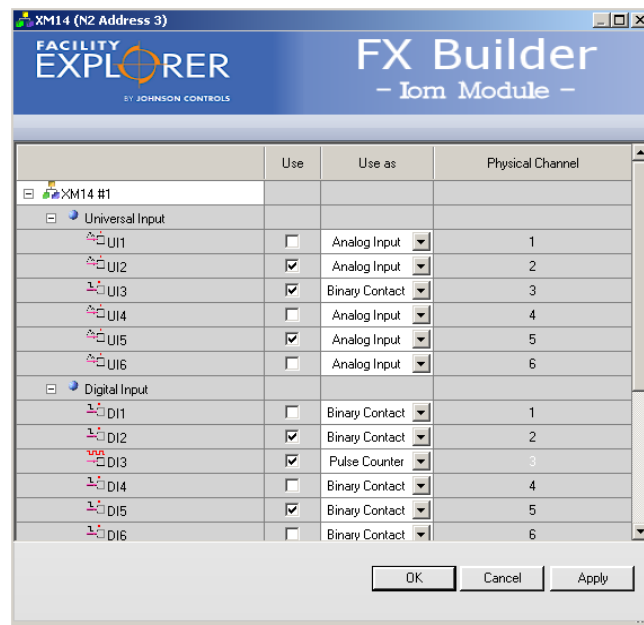 XM14 (N2 Address 3)
FACILITY
EXPLORER
BY JOHNSON CONTROLS
FX Builder
- Iom Module -
Use Use as Physical Channel
XM14 #1
Universal Input
UI1 Analog Input 1
UI2 Analog Input 2
UI3 Binary Contact 3
UI4 Analog Input 4
UI5 Analog Input 5
UI6 Analog Input 6
Digital Input
DI1 Binary Contact 1
DI2 Binary Contact 2
DI3 Pulse Counter 3
DI4 Binary Contact 4
DI5 Binary Contact 5
DI6 Binary Contact 6
OK Cancel Apply